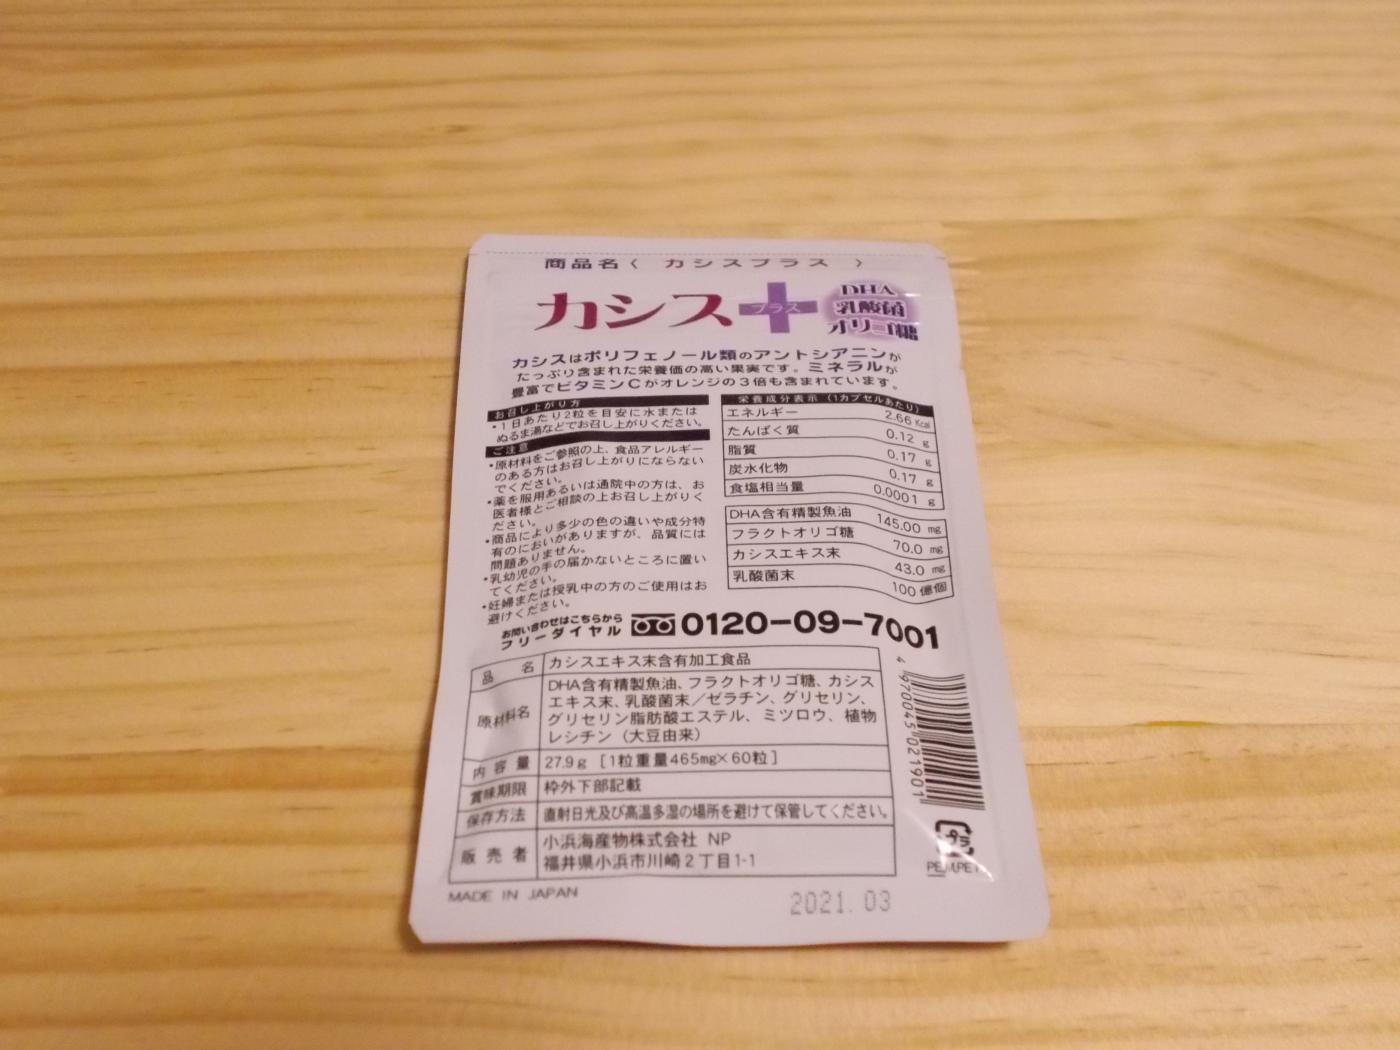 商品名〈 カシスプラス 〉
カシス プラス
DHA
乳酸菌
オリゴ糖
カシスはポリフェノール類のアントシアニンが
たっぷり含まれた栄養価の高い果実です。ミネラルが
豊富でビタミンCがオレンジの3倍も含まれています。
お召し上がり方
・1日あたり2粒を目安に水または
ぬるま湯などでお召し上がりください。
ご注意
・原材料をご参照の上、食品アレルギー
のある方はお召し上がりにならない
でください。
・薬を服用あるいは通院中の方は、お
医者様とご相談の上お召し上がりく
ださい。
・商品により多少の色の違いや成分特
有のにおいがありますが、品質には
問題ありません。
・乳幼児の手の届かないところに置い
てください。
・妊婦または授乳中の方のご使用はお
避けください。
栄養成分表示(1カプセルあたり)
エネルギー 2.66 Kcal
たんぱく質 0.12 g
脂質 0.17 g
炭水化物 0.17 g
食塩相当量 0.0001 g
DHA含有精製魚油 145.00 mg
フラクトオリゴ糖 70.0 mg
カシスエキス末 43.0 mg
乳酸菌末 100 億個
お問い合わせはこちらから
フリーダイヤル 0120-09-7001
品名 カシスエキス末含有加工食品
原材料名 DHA含有精製魚油、フラクトオリゴ糖、カシス
エキス末、乳酸菌末/ゼラチン、グリセリン、
グリセリン脂肪酸エステル、ミツロウ、植物
レシチン(大豆由来)
内容量 27.9g [1粒重量465mg×60粒]
賞味期限 枠外下部記載
保存方法 直射日光及び高温多湿の場所を避けて保管してください。
販売者 小浜海産物株式会社 NP
福井県小浜市川崎2丁目1-1
4 970045 021901
プラ
MADE IN JAPAN
2021.03